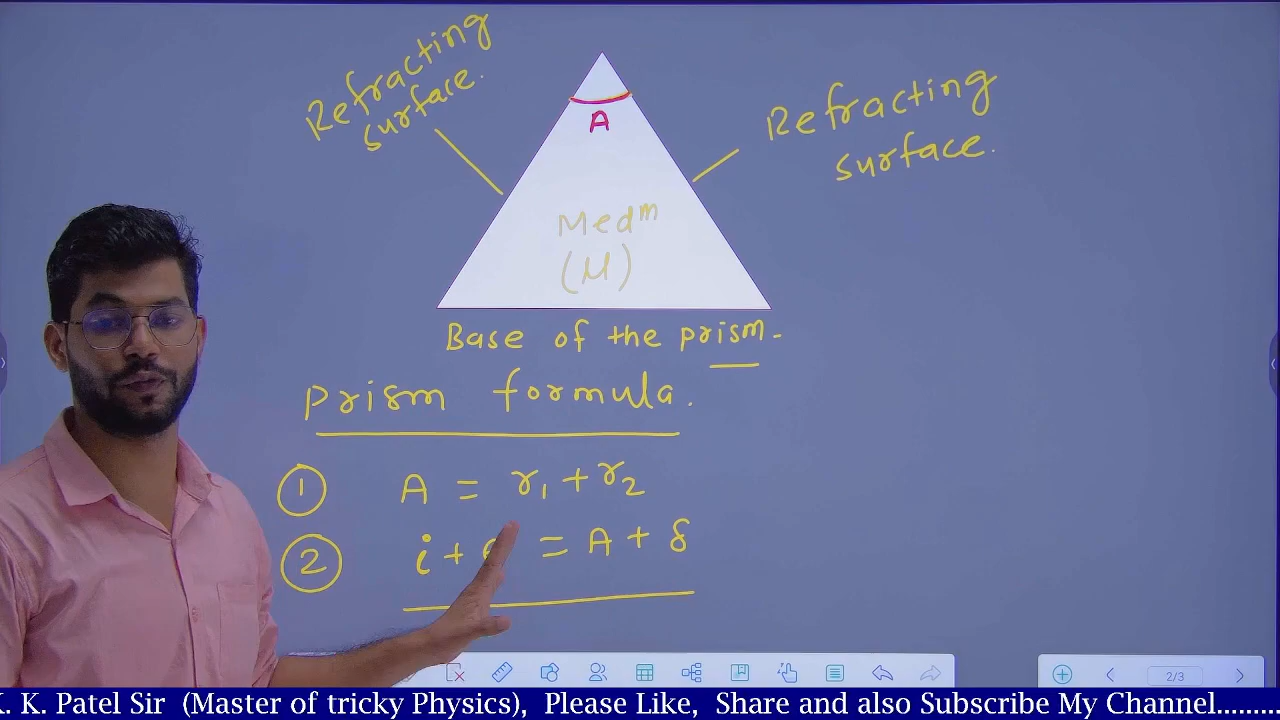 Refracting
surface.
Refracting
surface.
A
Medm
(μ)
Base of the prism.
Prism formula.
1 A = r1 + r2
2 i + = A + δ
2/3
K. K. Patel Sir (Master of tricky Physics), Please Like, Share and also Subscribe My Channel.........